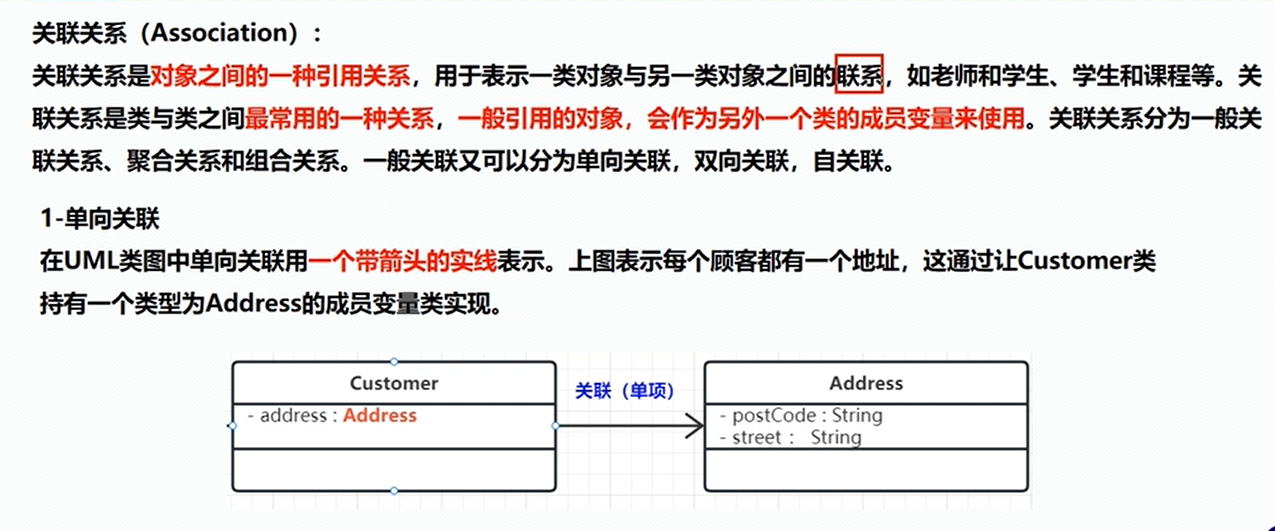 关联关系（Association）:
关联关系是对象之间的一种引用关系，用于表示一类对象与另一类对象之间的联系，如老师和学生、学生和课程等。关
联关系是类与类之间最常用的一种关系，一般引用的对象，会作为另外一个类的成员变量来使用。关联关系分为一般关
联关系、聚合关系和组合关系。一般关联又可以分为单向关联，双向关联，自关联。
1-单向关联
在UML类图中单向关联用一个带箭头的实线表示。上图表示每个顾客都有一个地址，这通过让Customer类
持有一个类型为Address的成员变量类实现。
Customer
- address : Address
关联（单项）
Address
- postCode : String
- street : String